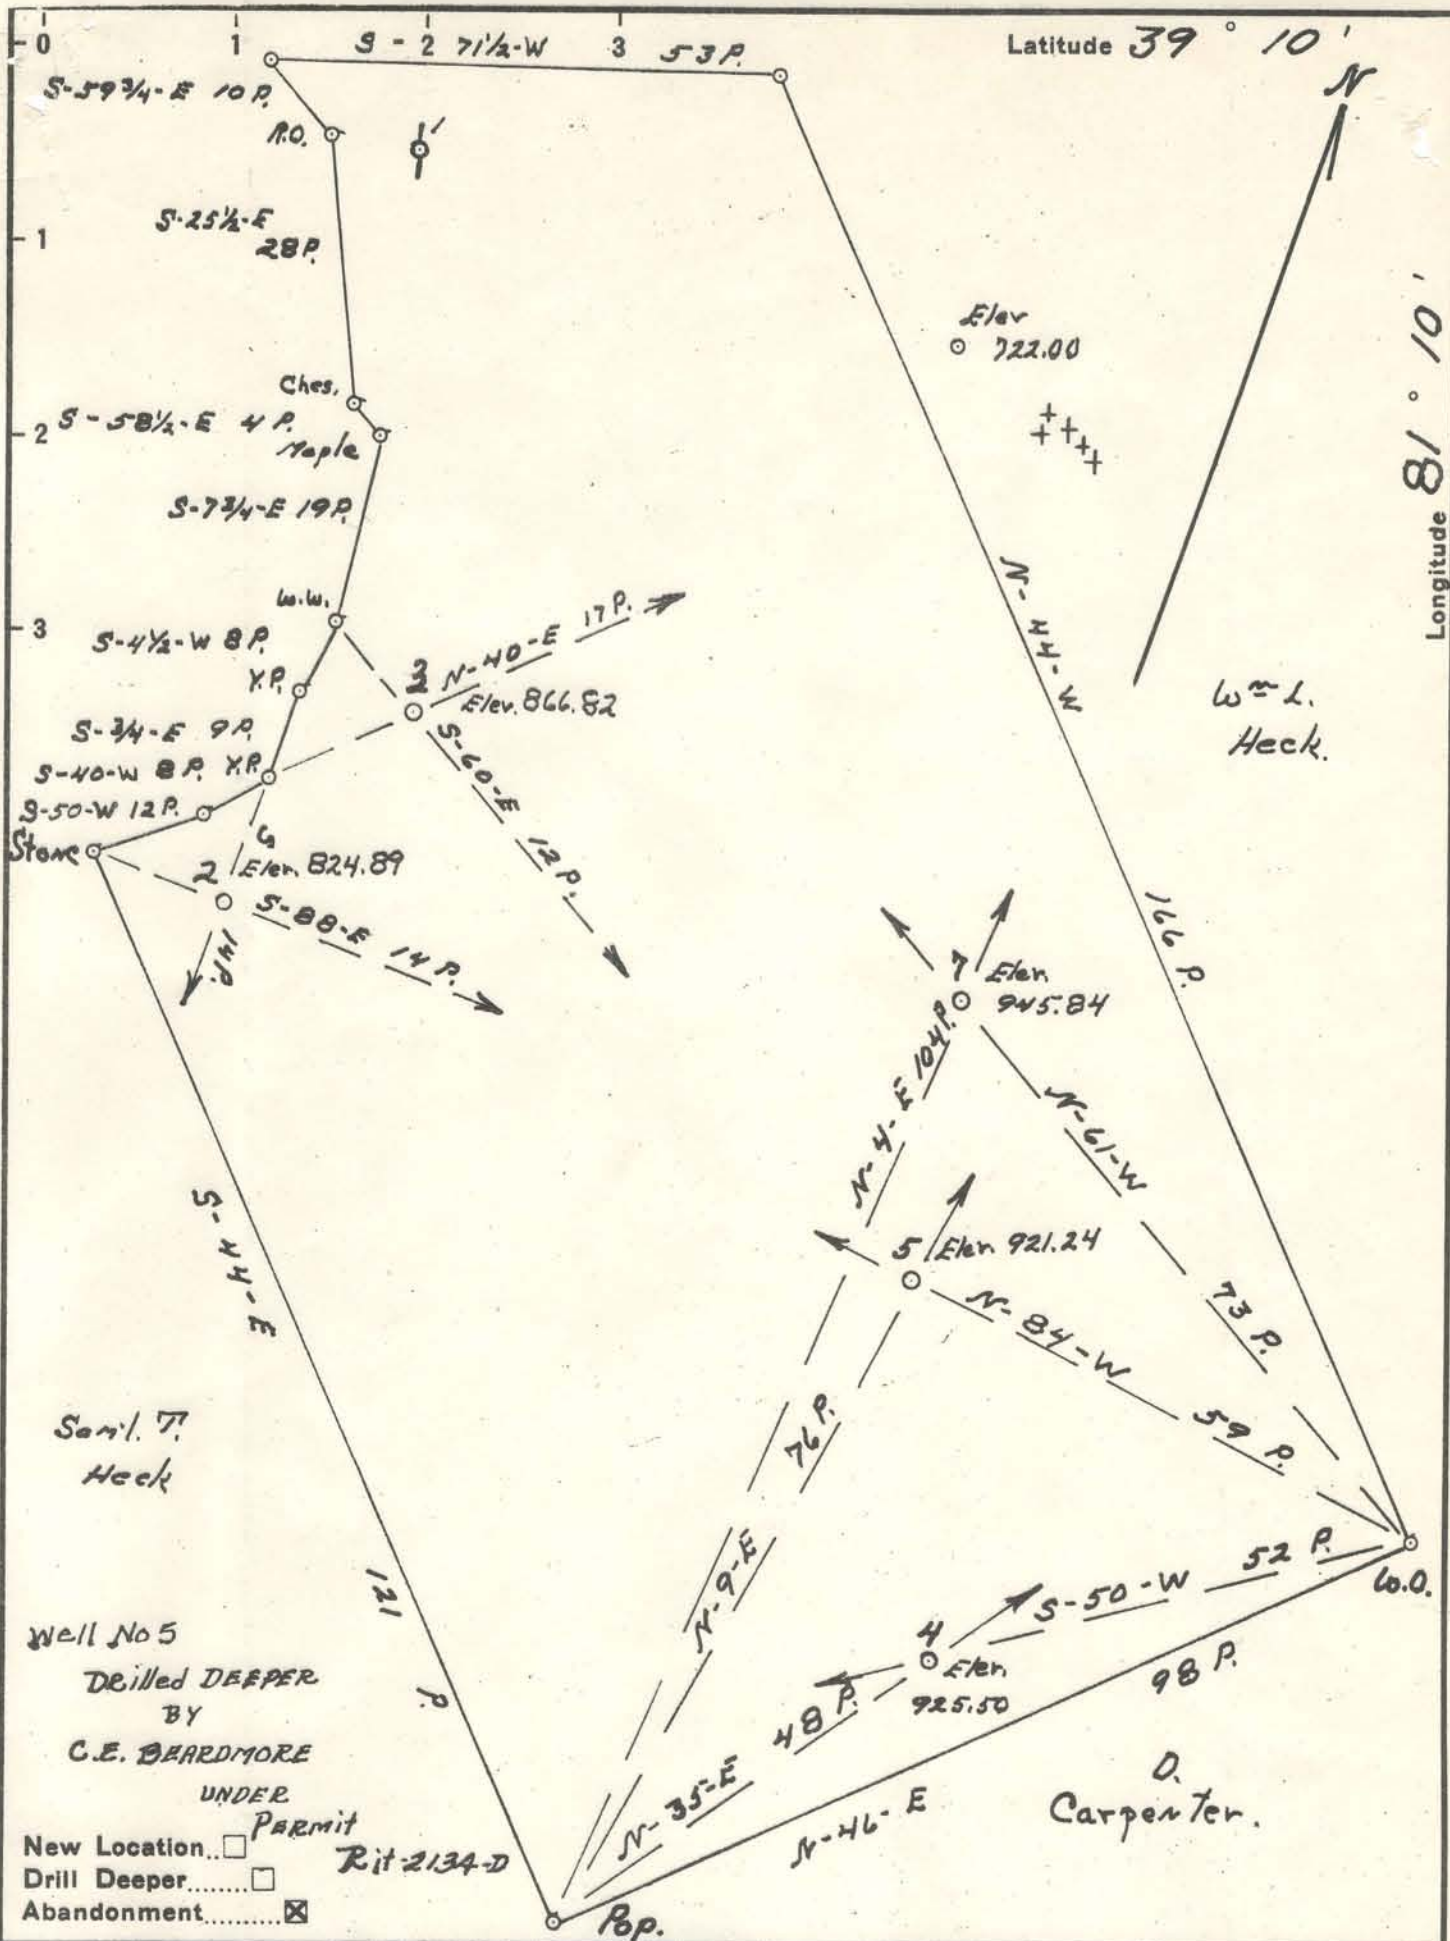 0 1 2 3
Latitude 39° 10'
S - 71½-W 53 P.
N
S-59¾-E 10 P.
R.O.
1'
S-25½-E
28 P.
1
Longitude 81° 10'
Elev
722.00
Ches.
2
S-58½-E 4 P.
Maple
S-7¾-E 19 P.
N-44-W
166 P.
W.W.
3
S-4½-W 8 P.
N-40-E 17 P.
Y.P.
3
Elev. 866.82
Wm L.
Heck.
S-¾-E 9 P.
S-40-W 8 P. Y.P.
S-60-E 12 P.
S-50-W 12 P.
Stone
S
2 Elev. 824.89
S-88-E 14 P.
14 P.
7 Elev.
945.84
N-4-E 104 P.
N-61-W
73 P.
S-44-E
121
P.
5 Elev. 921.24
N-84-W
59 P.
Sam'l. T.
Heck
76 P.
N-9-E
S-50-W 52 P.
W.O.
4
Elev.
925.50
98 P.
Well No 5
Drilled DEEPER
BY
C.E. BEARDMORE
UNDER
PERMIT
Rit-2134-D
N-35-E 48 P.
N-46-E
D.
Carpenter.
New Location..
Drill Deeper........
Abandonment..........
Pop.